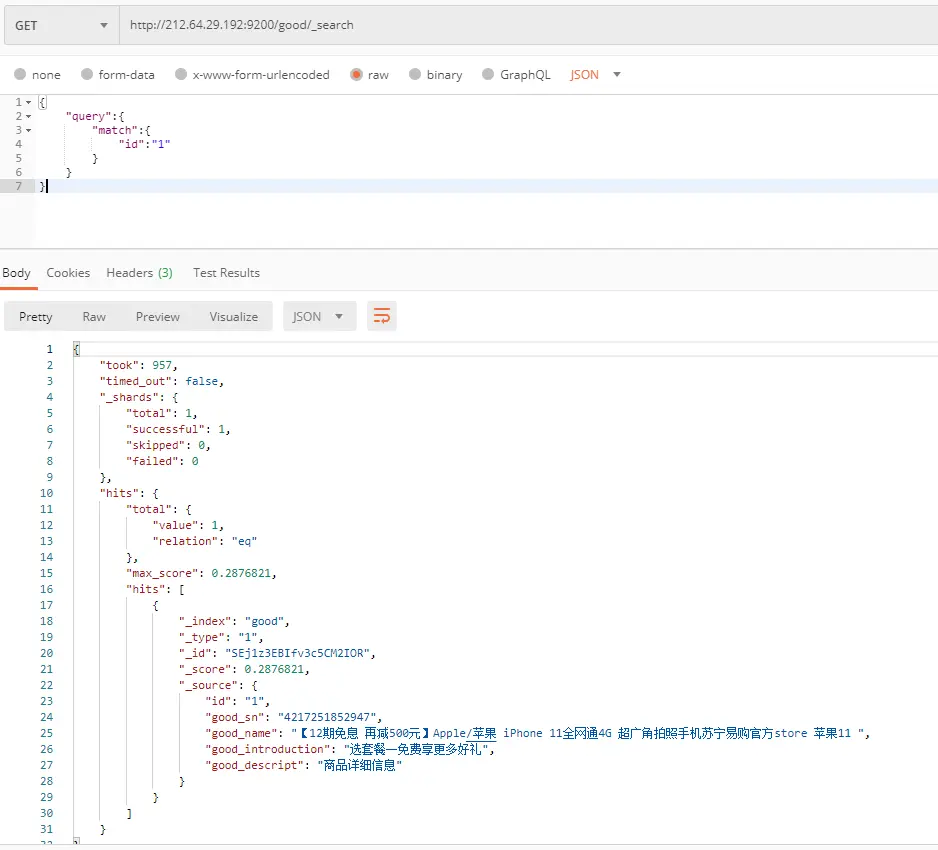 GET http://212.64.29.192:9200/good/_search
none form-data x-www-form-urlencoded raw binary GraphQL JSON
1 {
2 "query":{
3 "match":{
4 "id":"1"
5 }
6 }
7 }
Body Cookies Headers (3) Test Results
Pretty Raw Preview Visualize JSON
1 {
2 "took": 957,
3 "timed_out": false,
4 "_shards": {
5 "total": 1,
6 "successful": 1,
7 "skipped": 0,
8 "failed": 0
9 },
10 "hits": {
11 "total": {
12 "value": 1,
13 "relation": "eq"
14 },
15 "max_score": 0.2876821,
16 "hits": [
17 {
18 "_index": "good",
19 "_type": "1",
20 "_id": "SEj1z3EBIfv3c5CM2IOR",
21 "_score": 0.2876821,
22 "_source": {
23 "id": "1",
24 "good_sn": "4217251852947",
25 "good_name": "【12期免息 再减500元】Apple/苹果 iPhone 11全网通4G 超广角拍照手机苏宁易购官方store 苹果11 ",
26 "good_introduction": "选套餐一免费享更多好礼",
27 "good_descript": "商品详细信息"
28 }
29 }
30 ]
31 }
32 }